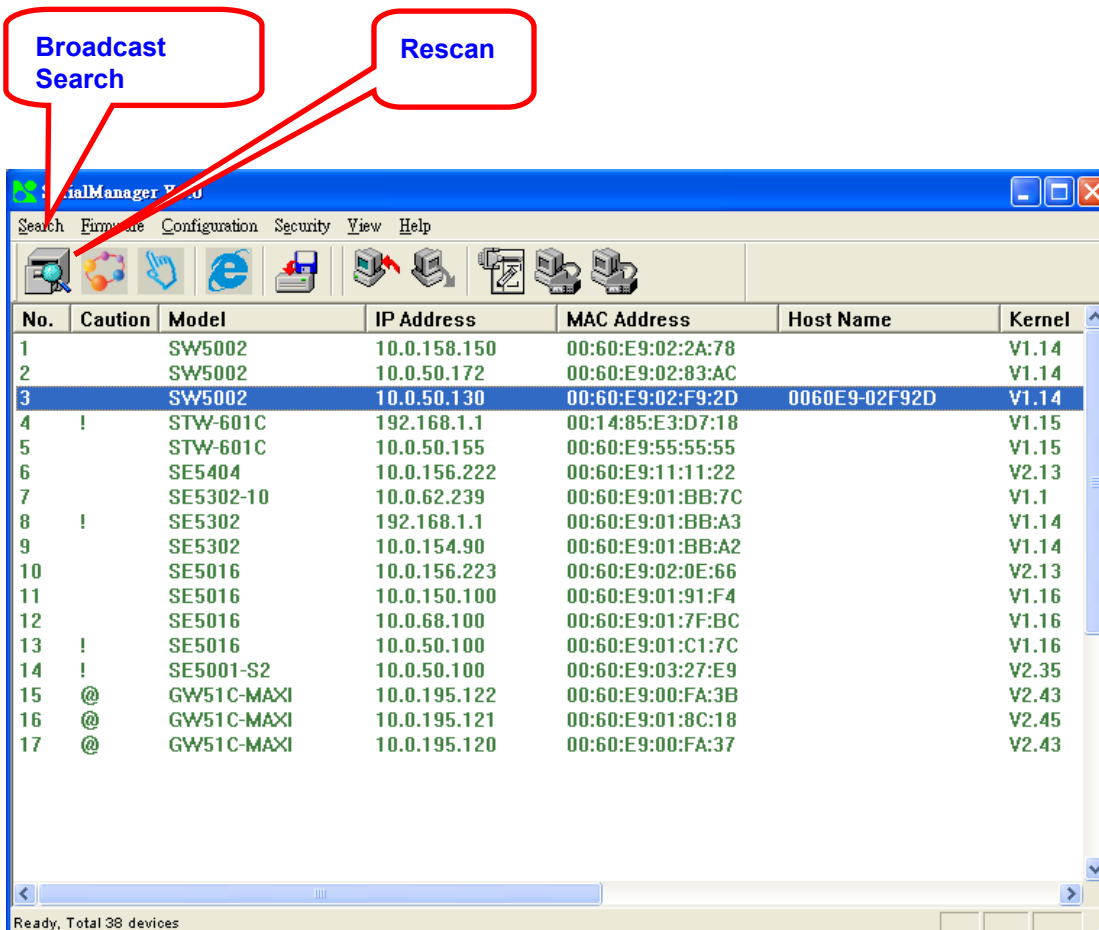 Broadcast
Search
Rescan
Search Firmware Configuration Security View Help
No. Caution Model IP Address MAC Address Host Name Kernel
1 SW5002 10.0.158.150 00:60:E9:02:2A:78 V1.14
2 SW5002 10.0.50.172 00:60:E9:02:83:AC V1.14
3 SW5002 10.0.50.130 00:60:E9:02:F9:2D 0060E9-02F92D V1.14
4 ! STW-601C 192.168.1.1 00:14:85:E3:D7:18 V1.15
5 STW-601C 10.0.50.155 00:60:E9:55:55:55 V1.15
6 SE5404 10.0.156.222 00:60:E9:11:11:22 V2.13
7 SE5302-10 10.0.62.239 00:60:E9:01:BB:7C V1.1
8 ! SE5302 192.168.1.1 00:60:E9:01:BB:A3 V1.14
9 SE5302 10.0.154.90 00:60:E9:01:BB:A2 V1.14
10 SE5016 10.0.156.223 00:60:E9:02:0E:66 V2.13
11 SE5016 10.0.150.100 00:60:E9:01:91:F4 V1.16
12 SE5016 10.0.68.100 00:60:E9:01:7F:BC V1.16
13 ! SE5016 10.0.50.100 00:60:E9:01:C1:7C V1.16
14 ! SE5001-S2 10.0.50.100 00:60:E9:03:27:E9 V2.35
15 @ GW51C-MAXI 10.0.195.122 00:60:E9:00:FA:3B V2.43
16 @ GW51C-MAXI 10.0.195.121 00:60:E9:01:8C:18 V2.45
17 @ GW51C-MAXI 10.0.195.120 00:60:E9:00:FA:37 V2.43
Ready, Total 38 devices